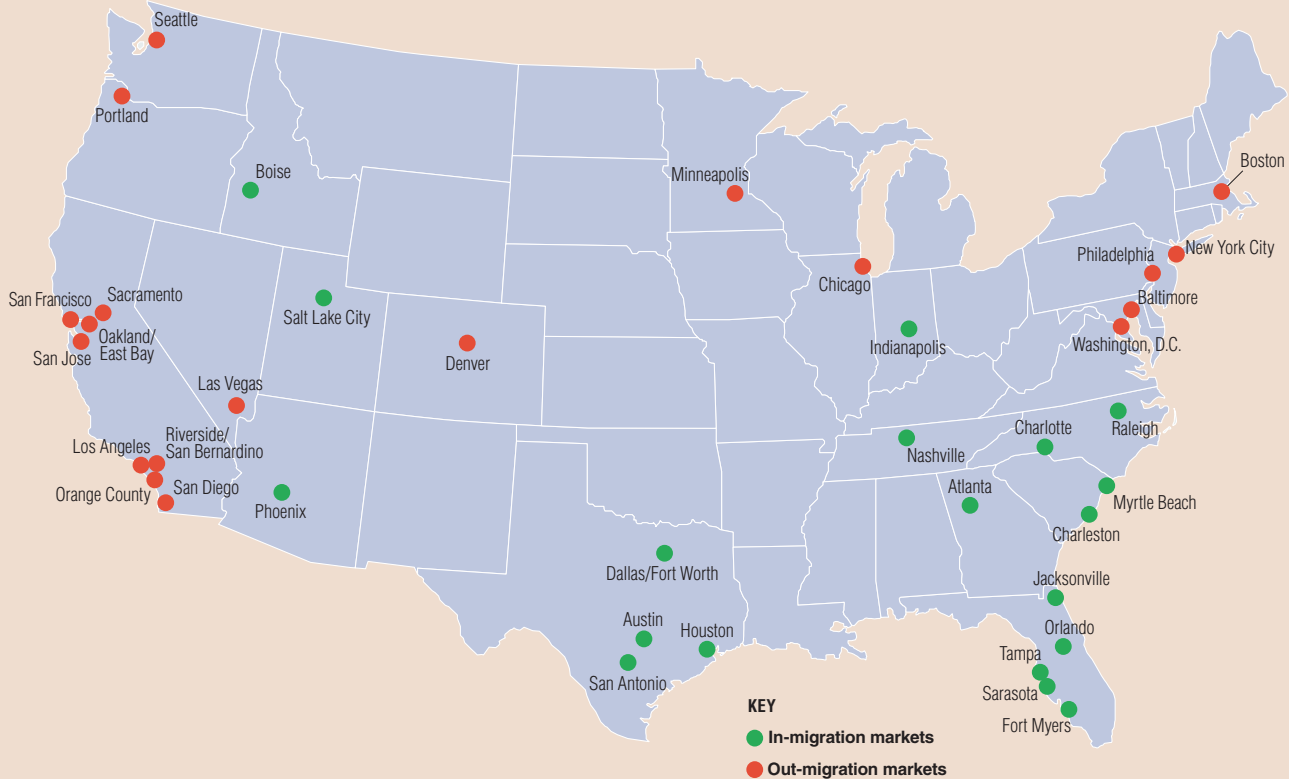 Seattle
Portland
Boise
Minneapolis
Boston
New York City
Philadelphia
Chicago
Baltimore
Washington, D.C.
San Francisco
Sacramento
Oakland/
East Bay
San Jose
Salt Lake City
Denver
Indianapolis
Las Vegas
Los Angeles
Riverside/
San Bernardino
Orange County
San Diego
Phoenix
Nashville
Charlotte
Raleigh
Atlanta
Myrtle Beach
Charleston
Dallas/Fort Worth
Jacksonville
Austin
Houston
San Antonio
Orlando
Tampa
Sarasota
Fort Myers
KEY
In-migration markets
Out-migration markets